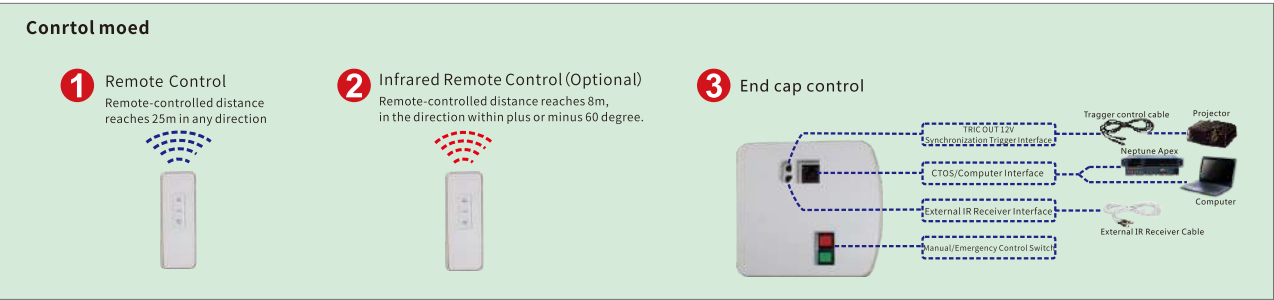 Conrtol moed
1
Remote Control
Remote-controlled distance
reaches 25m in any direction
2
Infrared Remote Control (Optional)
Remote-controlled distance reaches 8m,
in the direction within plus or minus 60 degree.
3
End cap control
TRIC OUT 12V
Synchronization Trigger Interface
CTOS/Computer Interface
External IR Receiver Interface
Manual/Emergency Control Switch
Tragger control cable
Projector
Neptune Apex
Computer
External IR Receiver Cable